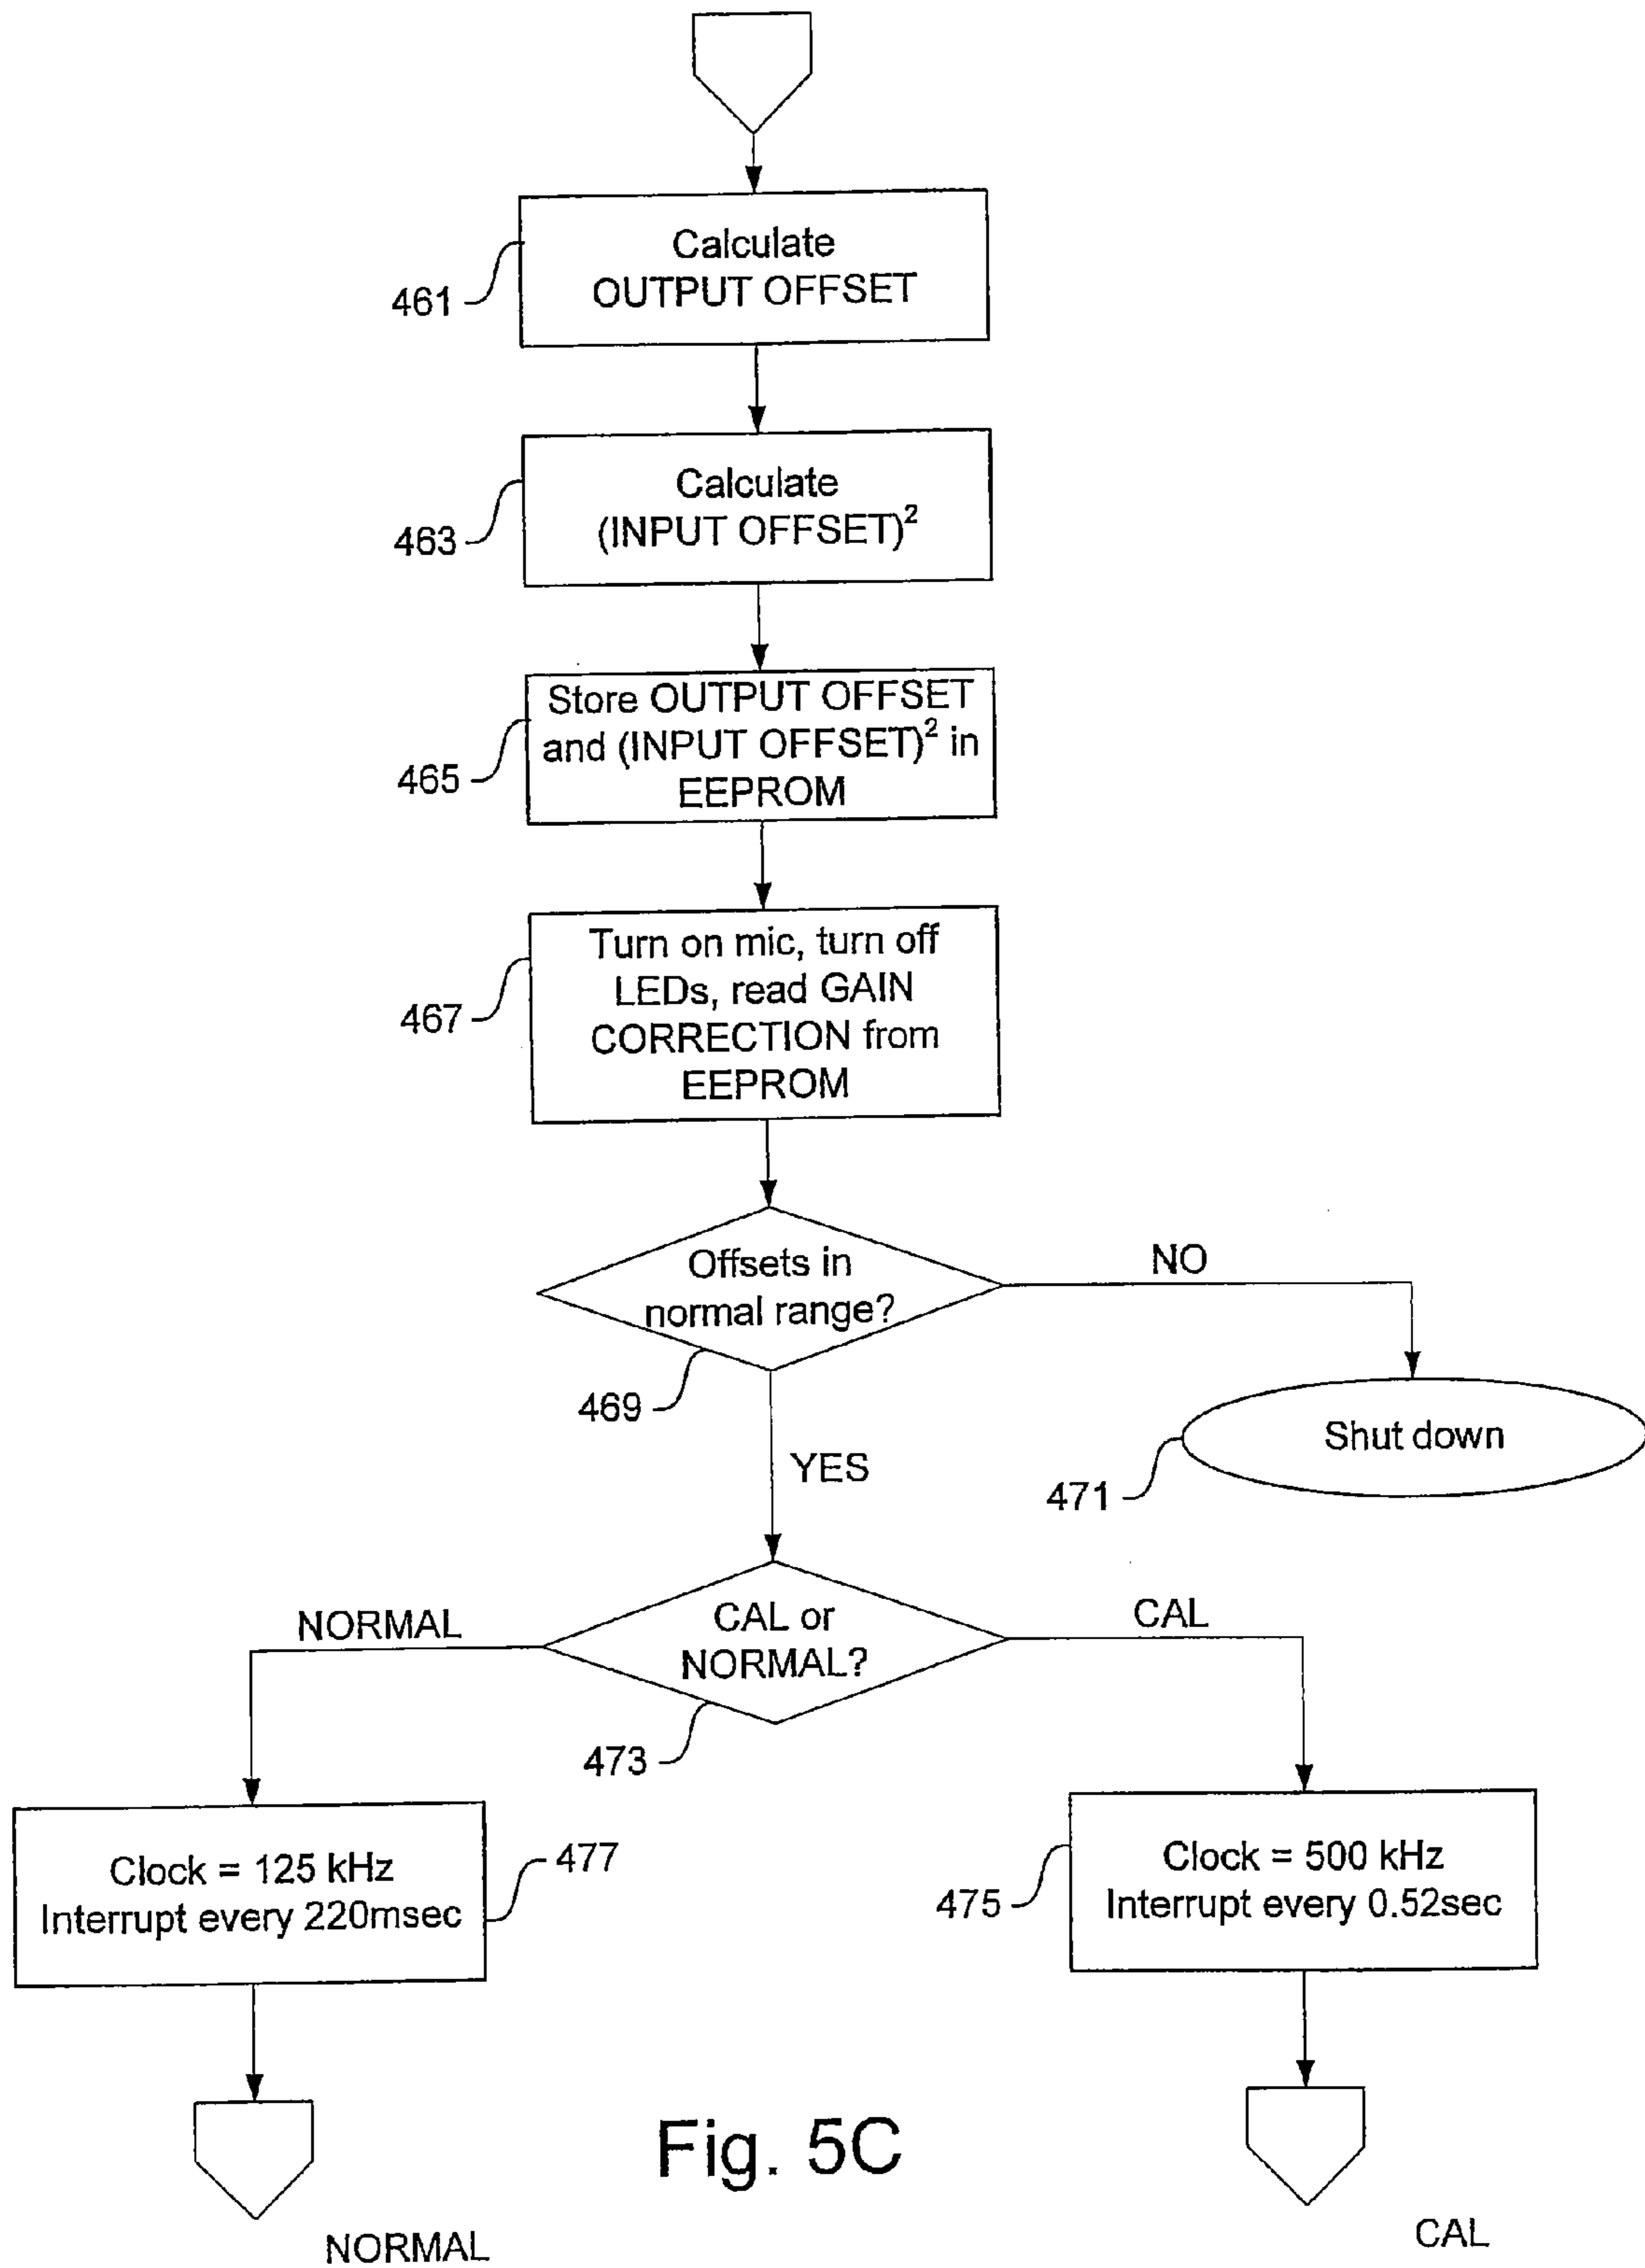 Calculate
OUTPUT OFFSET
461
Calculate
(INPUT OFFSET)²
463
Store OUTPUT OFFSET
and (INPUT OFFSET)² in
EEPROM
465
Turn on mic, turn off
LEDs, read GAIN
CORRECTION from
EEPROM
467
Offsets in
normal range?
NO
469
Shut down
471
YES
CAL or
NORMAL?
NORMAL
CAL
473
Clock = 125 kHz
Interrupt every 220msec
477
Clock = 500 kHz
Interrupt every 0.52sec
475
Fig. 5C
NORMAL
CAL